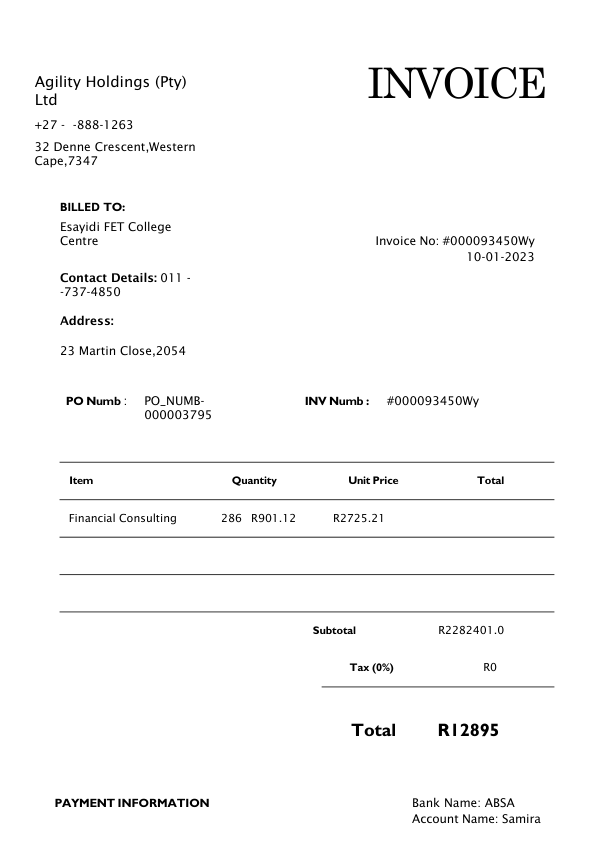 Agility Holdings (Pty)
Ltd
INVOICE
+27 - -888-1263
32 Denne Crescent,Western
Cape,7347
BILLED TO:
Esayidi FET College
Centre
Invoice No: #000093450Wy
10-01-2023
Contact Details: 011 -
-737-4850
Address:
23 Martin Close,2054
PO Numb : PO_NUMB-
000003795
INV Numb : #000093450Wy
Item Quantity Unit Price Total
Financial Consulting 286 R901.12 R2725.21
Subtotal R2282401.0
Tax (0%) R0
Total R12895
PAYMENT INFORMATION
Bank Name: ABSA
Account Name: Samira